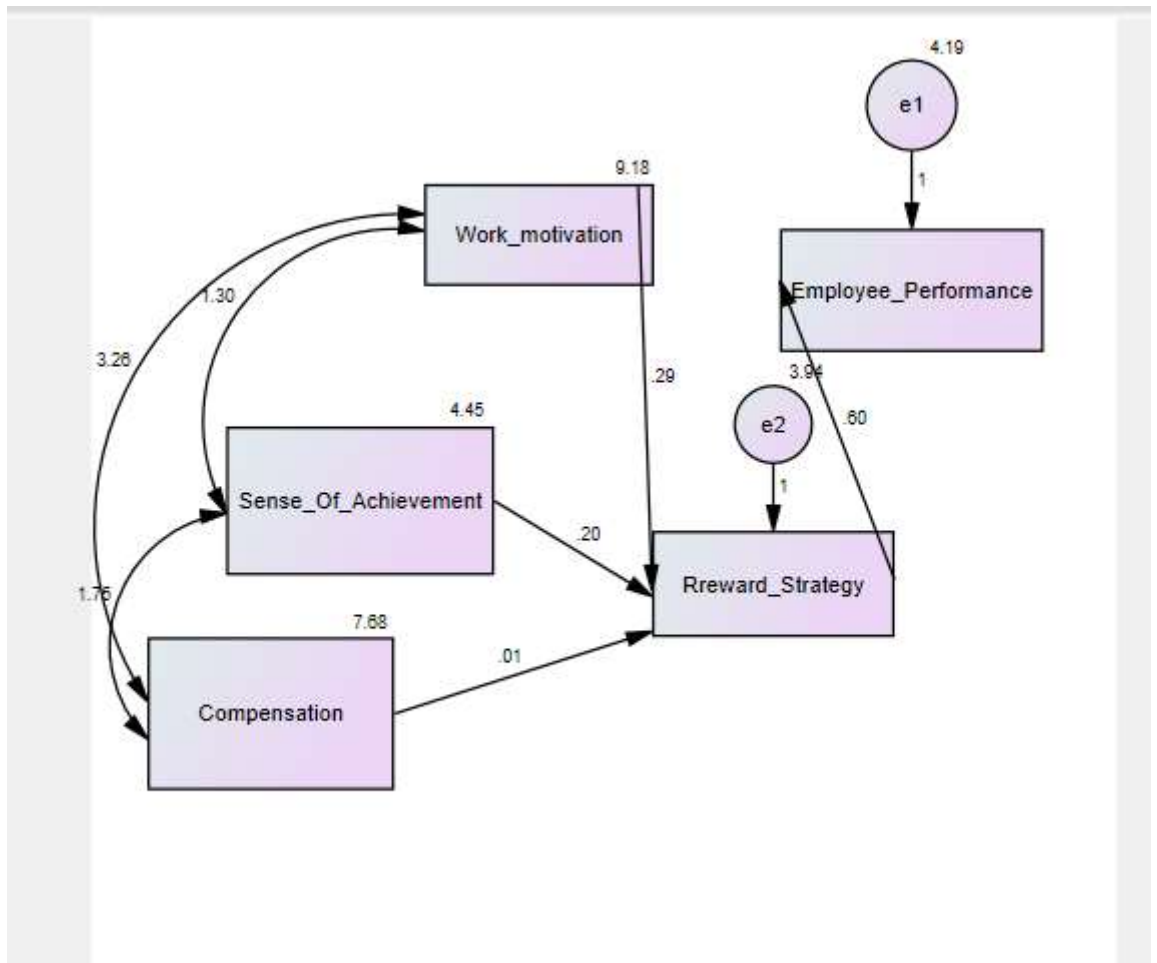 4.19
e1
1
9.18
Work_motivation
Employee_Performance
1.30
3.26
.29
3.94
.60
e2
4.45
Sense_Of_Achievement
1
.20
Rreward_Strategy
1.75
7.68
.01
Compensation